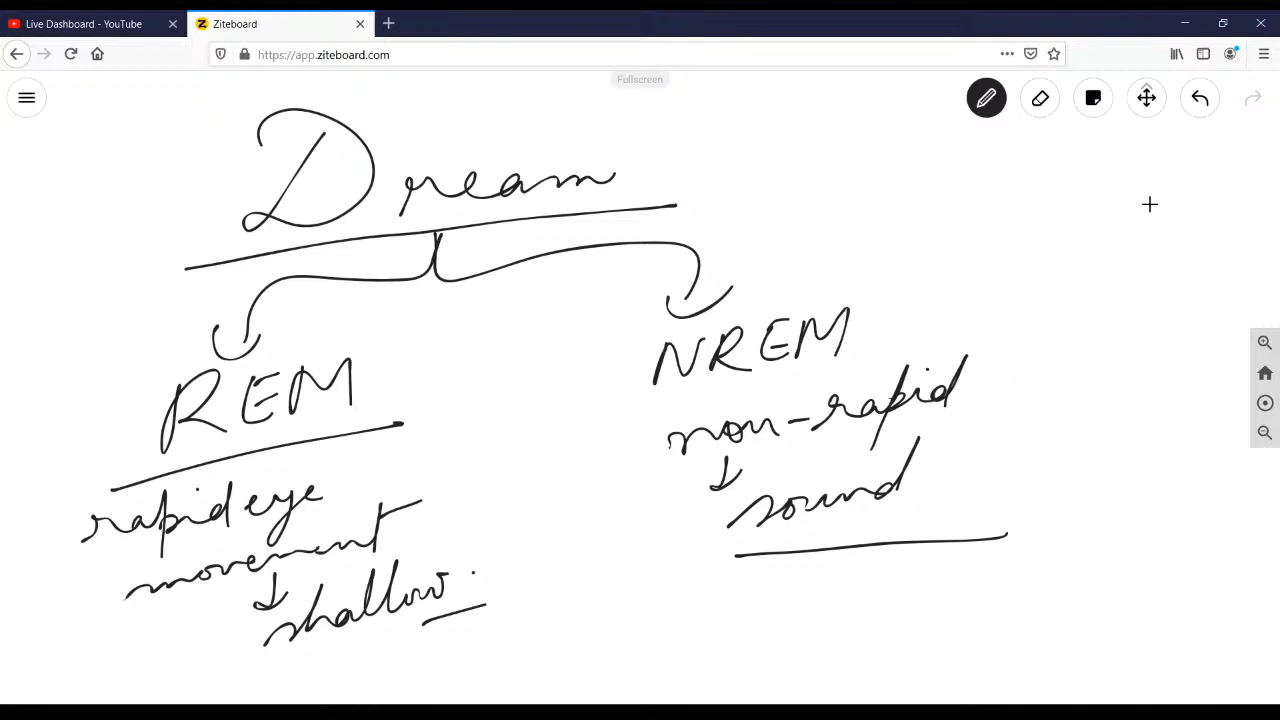 Live Dashboard - YouTube
Ziteboard
https://app.ziteboard.com
Fullscreen
Dream
REM
rapid eye
movement
↓
shallow.
NREM
non-rapid
↓
sound